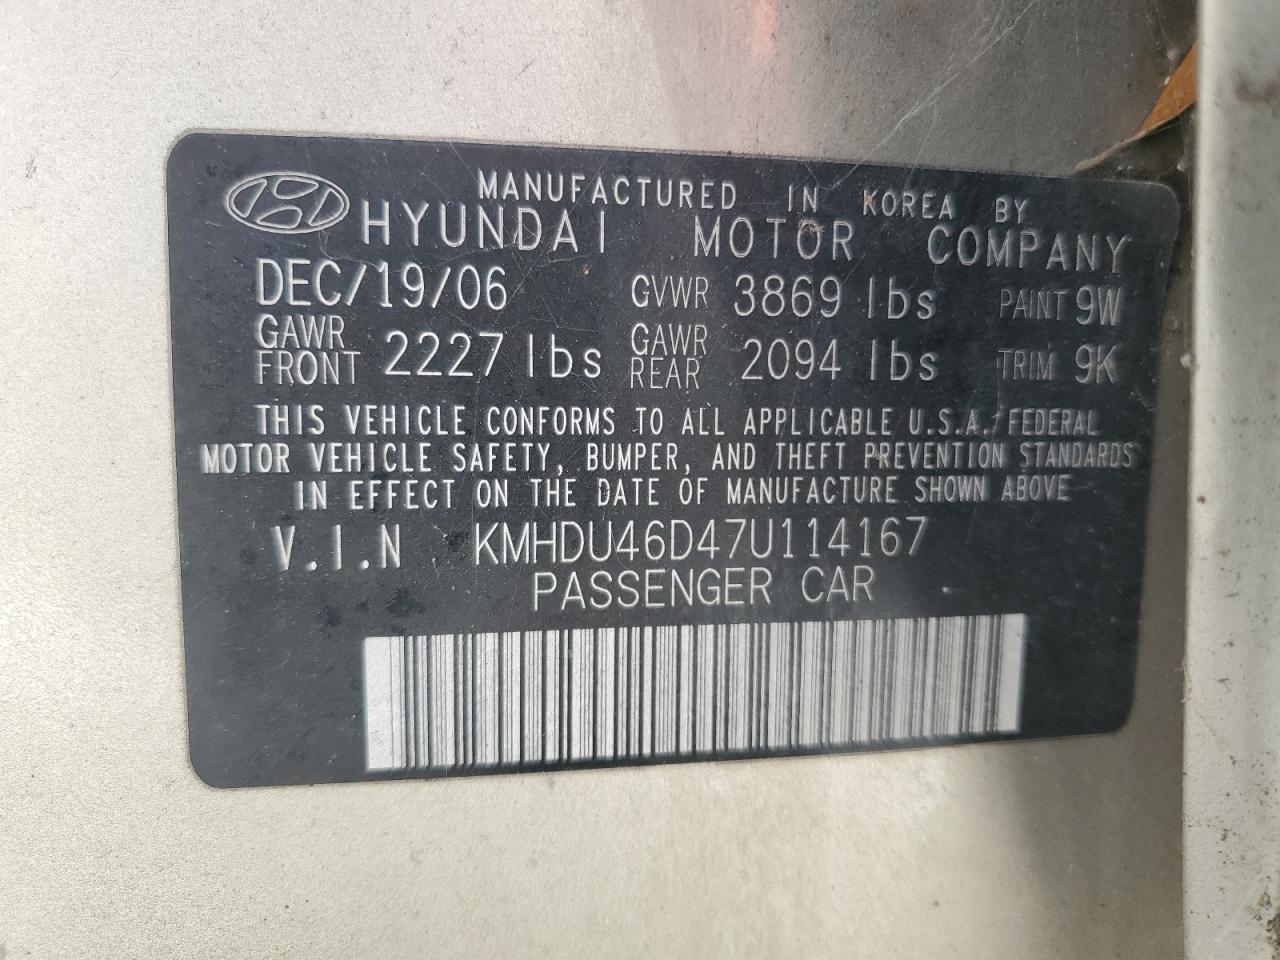 MANUFACTURED IN KOREA BY
HYUNDAI MOTOR COMPANY
DEC/19/06 GVWR 3869 lbs PAINT 9W
GAWR FRONT 2227 lbs GAWR REAR 2094 lbs TRIM 9K
THIS VEHICLE CONFORMS TO ALL APPLICABLE U.S.A. FEDERAL
MOTOR VEHICLE SAFETY, BUMPER, AND THEFT PREVENTION STANDARDS
IN EFFECT ON THE DATE OF MANUFACTURE SHOWN ABOVE
V.I.N KMHDU46D47U114167
PASSENGER CAR